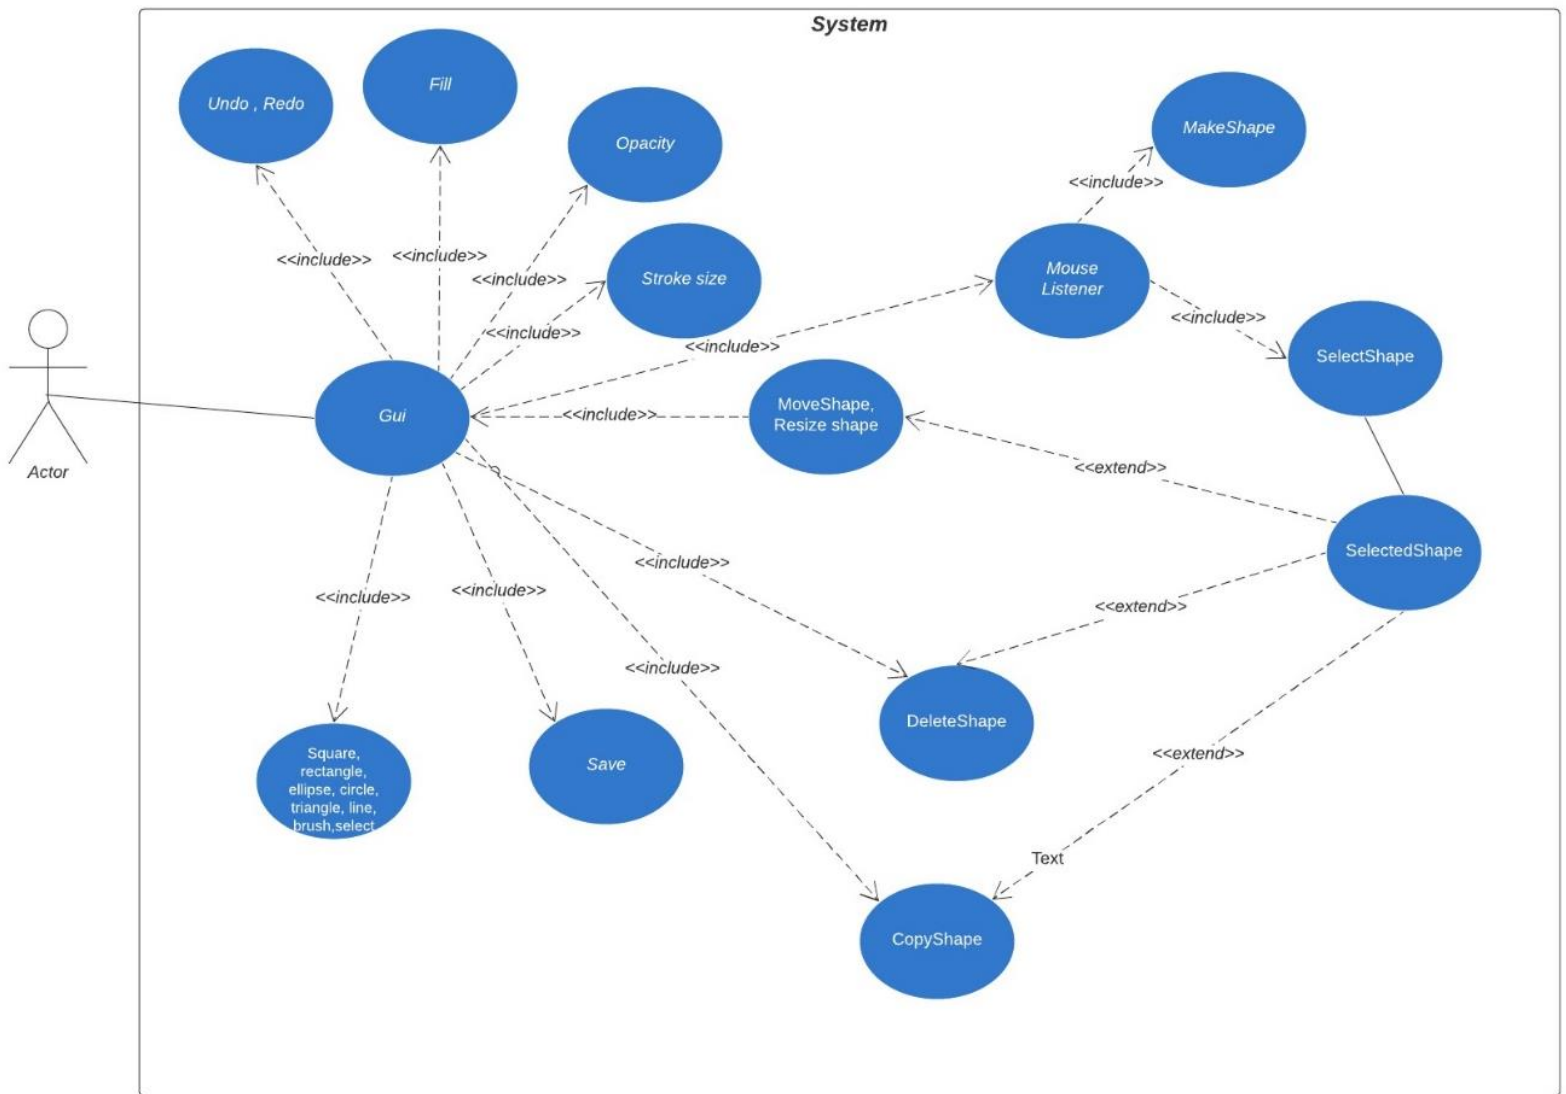 System
Undo , Redo
Fill
Opacity
MakeShape
<<include>>
Mouse
Listener
<<include>>
<<include>>
<<include>>
Stroke size
<<include>>
<<include>>
<<include>>
<<include>>
SelectShape
Gui
<<include>>
MoveShape,
Resize shape
Actor
<<extend>>
SelectedShape
<<include>>
<<include>>
<<include>>
<<extend>>
<<include>>
DeleteShape
Square,
rectangle,
ellipse, circle,
triangle, line,
brush,select
Save
<<extend>>
Text
CopyShape